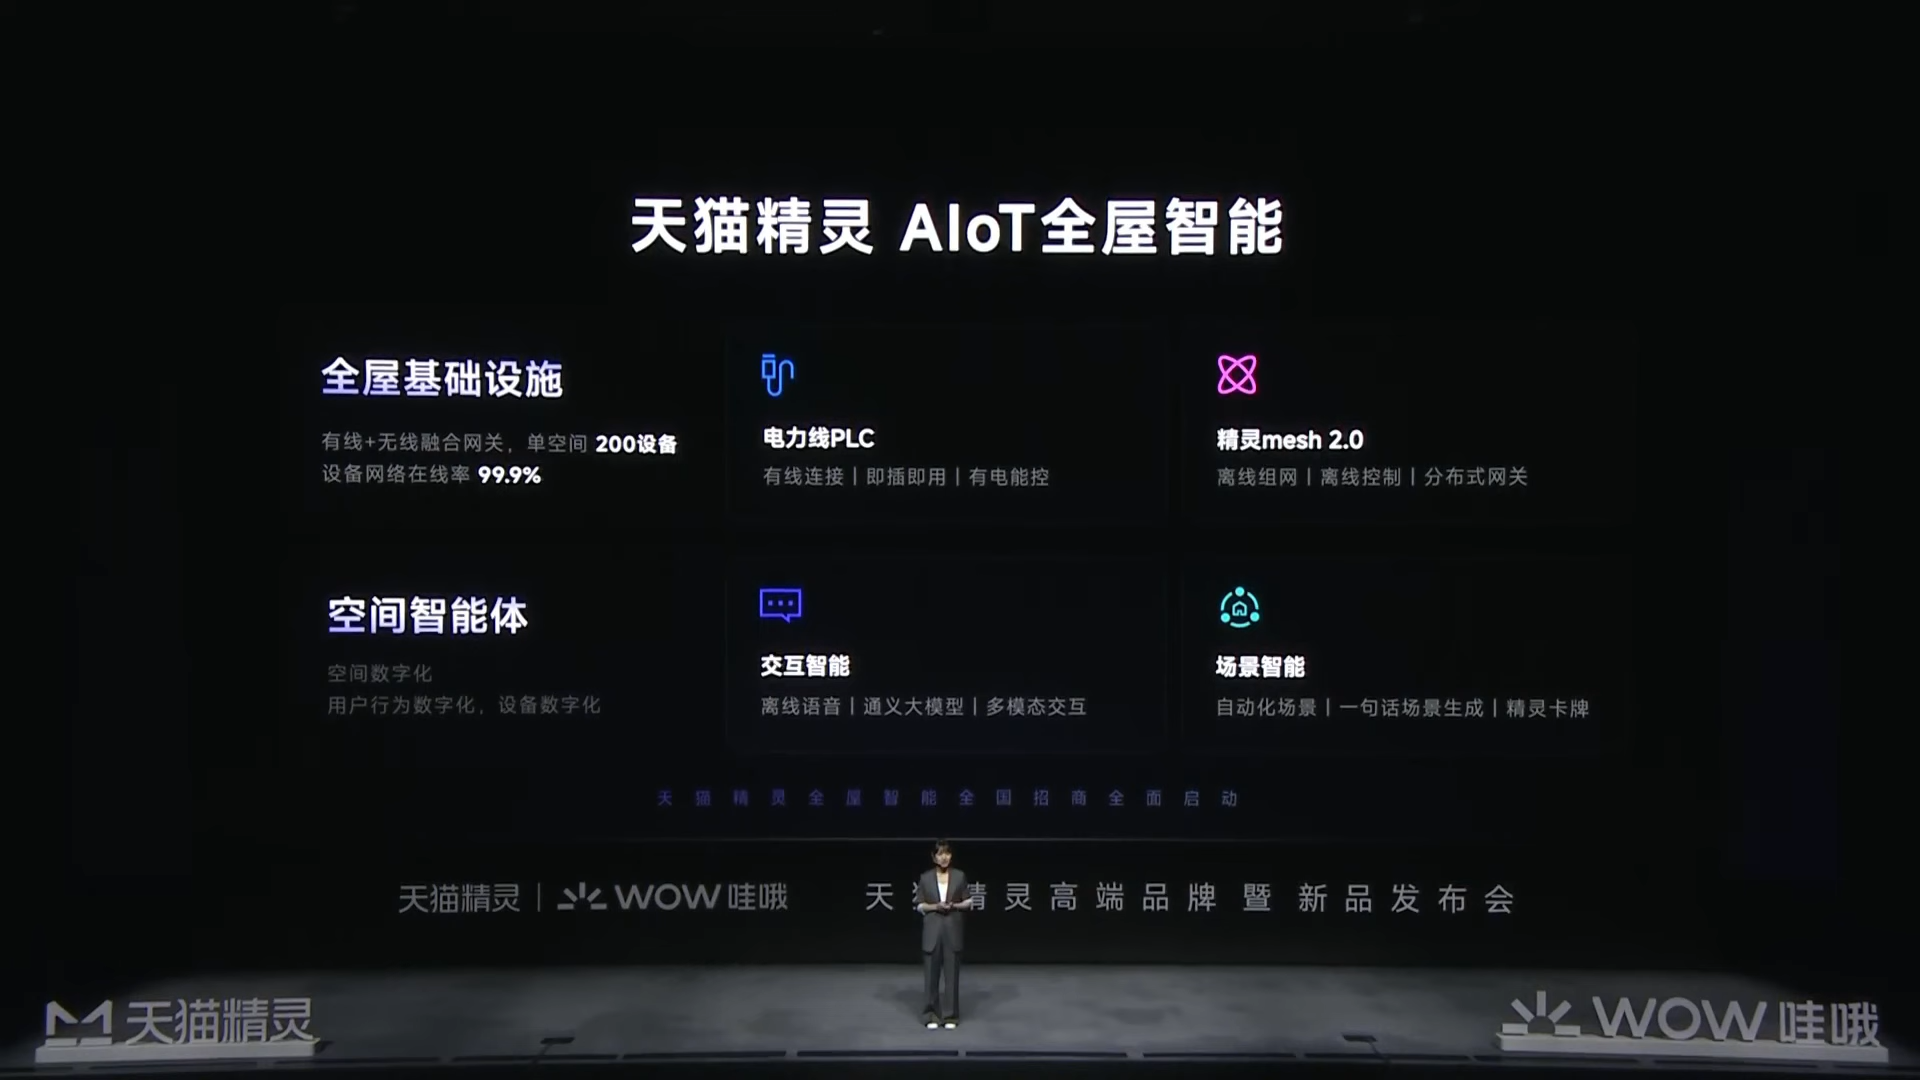 天猫精灵 AIoT全屋智能
全屋基础设施
有线+无线融合网关，单空间 200设备
设备网络在线率 99.9%
电力线PLC
有线连接 | 即插即用 | 有电能控
精灵mesh 2.0
离线组网 | 离线控制 | 分布式网关
空间智能体
空间数字化
用户行为数字化，设备数字化
交互智能
离线语音 | 通义大模型 | 多模态交互
场景智能
自动化场景 | 一句话场景生成 | 精灵卡牌
天猫精灵全屋智能全国招商全面启动
天猫精灵 | WOW哇哦
天 精灵高端品牌暨新品发布会
天猫精灵
WOW哇哦